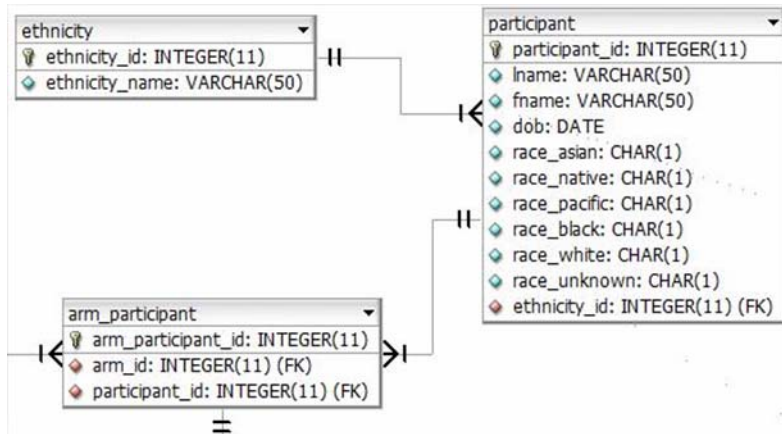 ethnicity
ethnicity_id: INTEGER(11)
ethnicity_name: VARCHAR(50)
participant
participant_id: INTEGER(11)
lname: VARCHAR(50)
fname: VARCHAR(50)
dob: DATE
race_asian: CHAR(1)
race_native: CHAR(1)
race_pacific: CHAR(1)
race_black: CHAR(1)
race_white: CHAR(1)
race_unknown: CHAR(1)
ethnicity_id: INTEGER(11) (FK)
arm_participant
arm_participant_id: INTEGER(11)
arm_id: INTEGER(11) (FK)
participant_id: INTEGER(11) (FK)